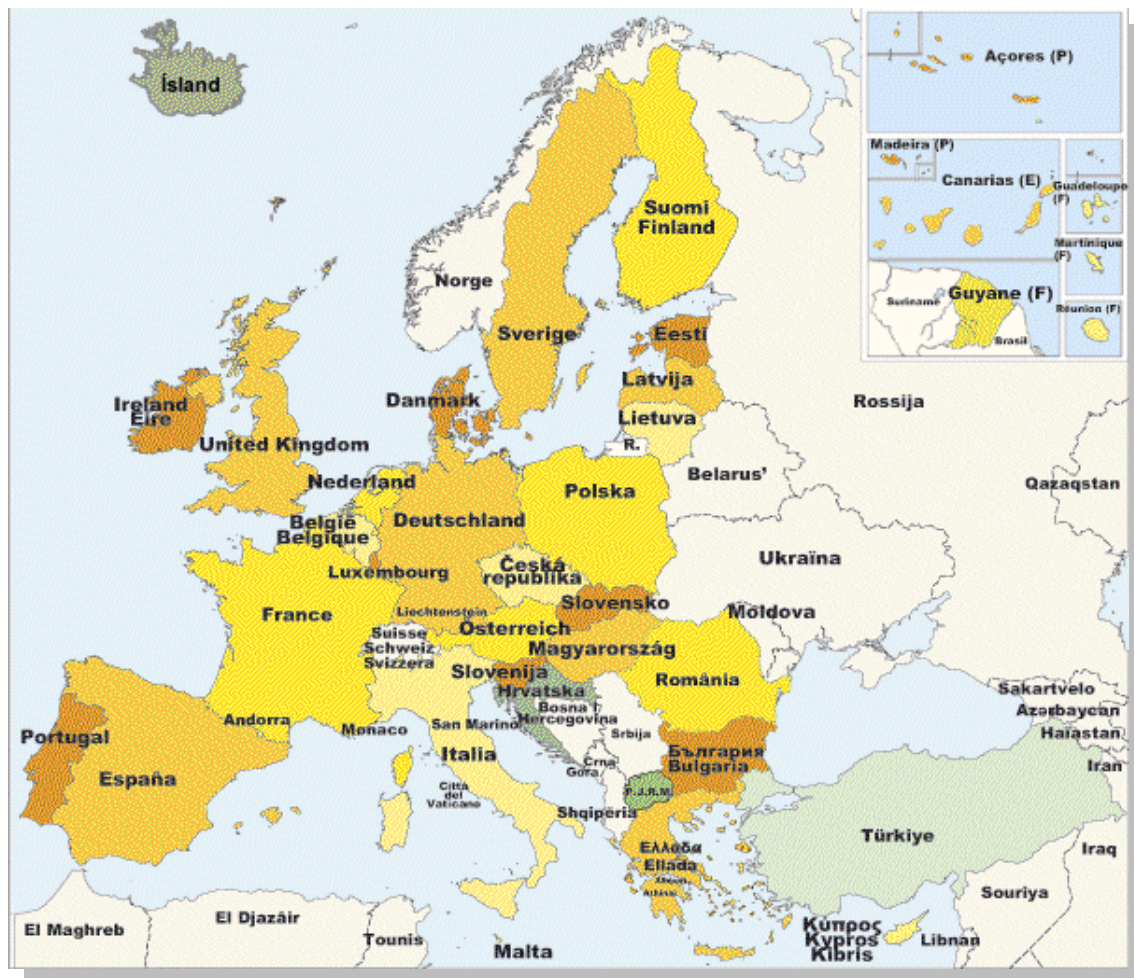 Ísland
Açores (P)
Madeira (P)
Canarias (E)
Guadeloupe
(F)
Martinique
(F)
Guyane (F)
Suriname
Brasil
Réunion (F)
Suomi
Finland
Norge
Sverige
Eesti
Latvija
Lietuva
R.
Danmark
Ireland
Éire
United Kingdom
Rossija
Belarus’
Qazaqstan
Nederland
België
Belgique
Deutschland
Polska
Luxembourg
Česká
republika
Ukraïna
Slovensko
France
Liechtenstein
Österreich
Moldova
Suisse
Schweiz
Svizzera
Magyarország
Slovenija
România
Hrvatska
Bosna i
Hercegovina
Sakartvelo
Azərbaycan
Haïastan
Andorra
Monaco
San Marino
Srbija
Portugal
España
Italia
Città
del
Vaticano
Crna
Gora
България
Bulgaria
P.J.R.M.
Iran
Shqipëria
Türkiye
Ελλάδα
Elláda
Athinai
Iraq
Souriya
El Maghreb
El Djazâir
Tounis
Malta
Κύπρος
Kypros
Kibris
Libnan